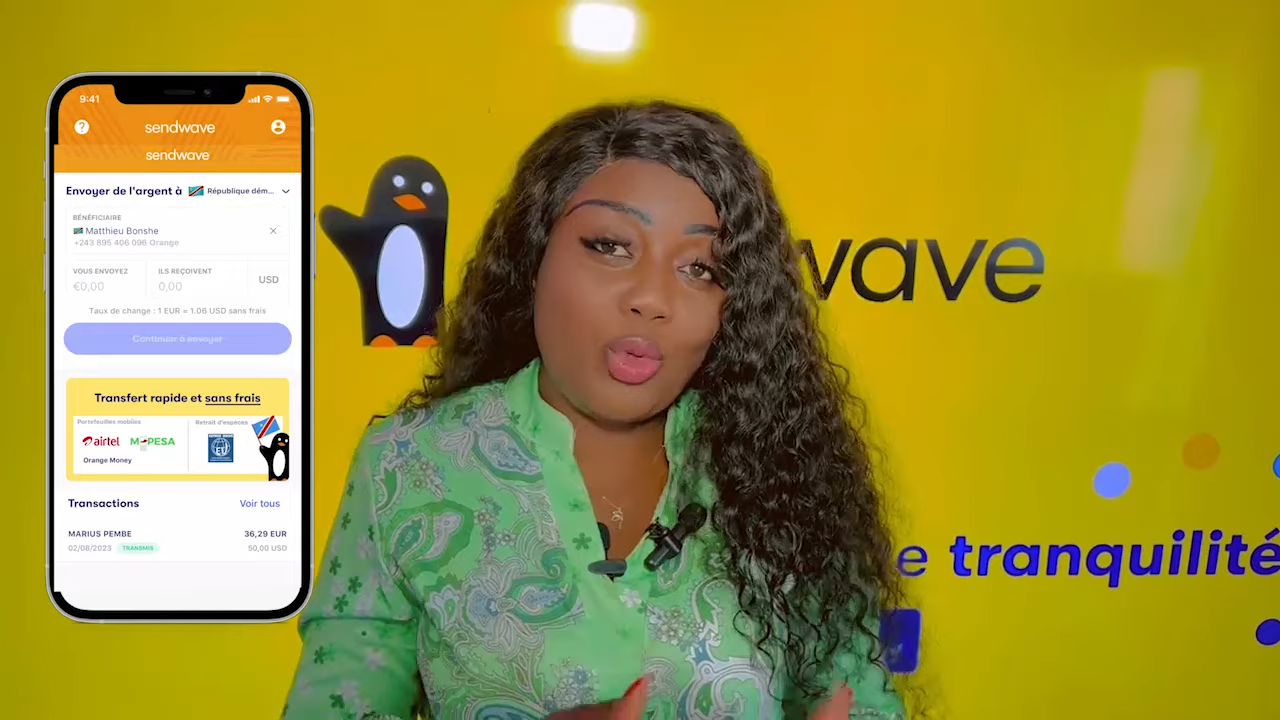 9:41
sendwave
sendwave
Envoyer de l'argent à République dém...
BÉNÉFICIAIRE
Matthieu Bonshe
+243 895 406 096 Orange
VOUS ENVOYEZ
€0,00
ILS REÇOIVENT
0,00
USD
Taux de change : 1 EUR = 1.06 USD sans frais
Continuer à envoyer
Transfert rapide et sans frais
Portefeuilles mobiles
airtel
M-PESA
Orange Money
Retrait d'espèces
Transactions
Voir tous
MARIUS PEMBE
36,29 EUR
02/08/2023
TRANSMIS
50,00 USD
wave
e tranquilité